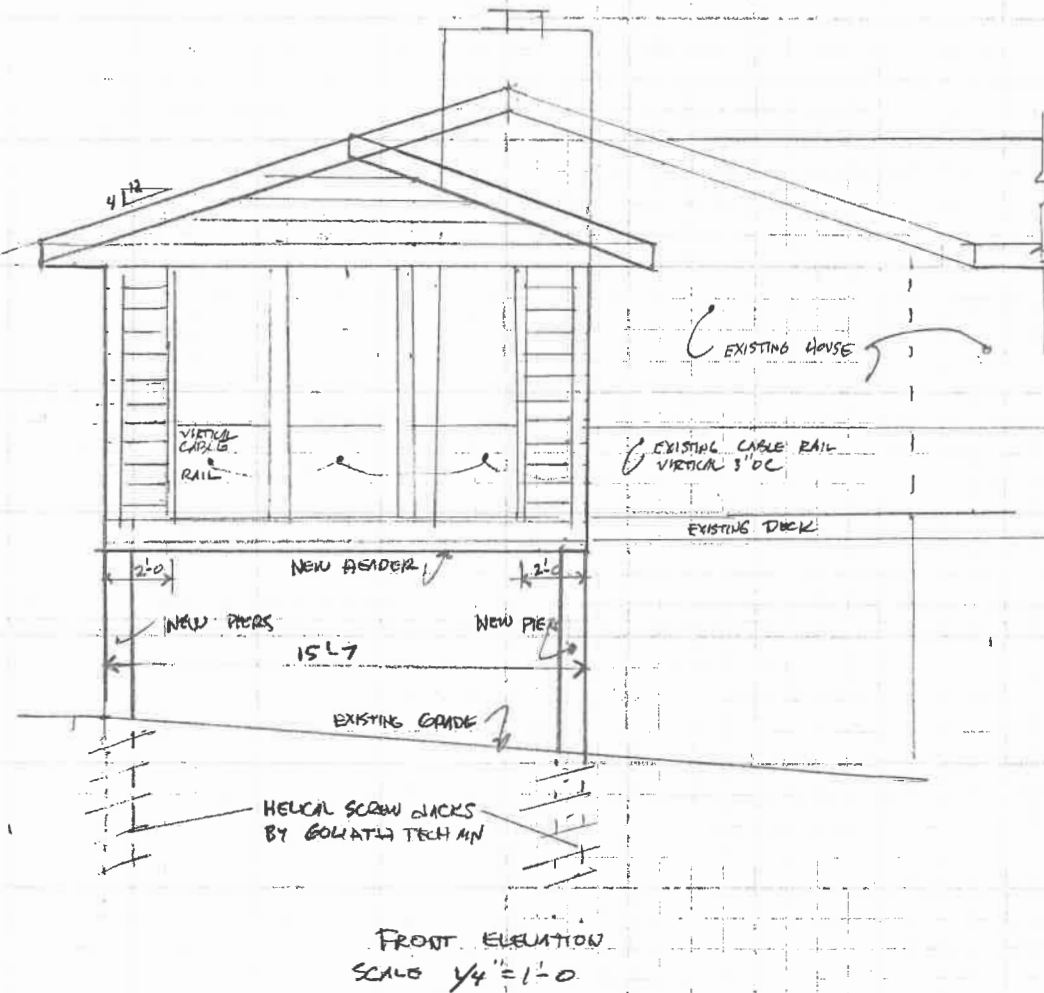 12
4
EXISTING HOUSE
VIRTICAL
CABLE
RAIL
EXISTING CABLE RAIL
VIRTICAL 3" OC
EXISTING DECK
2'-0
NEW HEADER
2'-0
NEW PIERS
NEW PIER
15'-7
EXISTING GRADE
HELICAL SCREW JACKS
BY GOLIATH TECH MN
FRONT ELEVATION
SCALE 1/4" = 1'-0